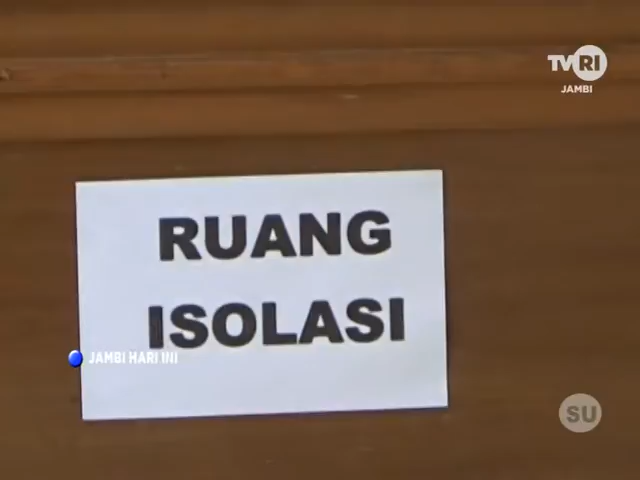 TVRI
JAMBI
RUANG
ISOLASI
JAMBI HARI INI
SU